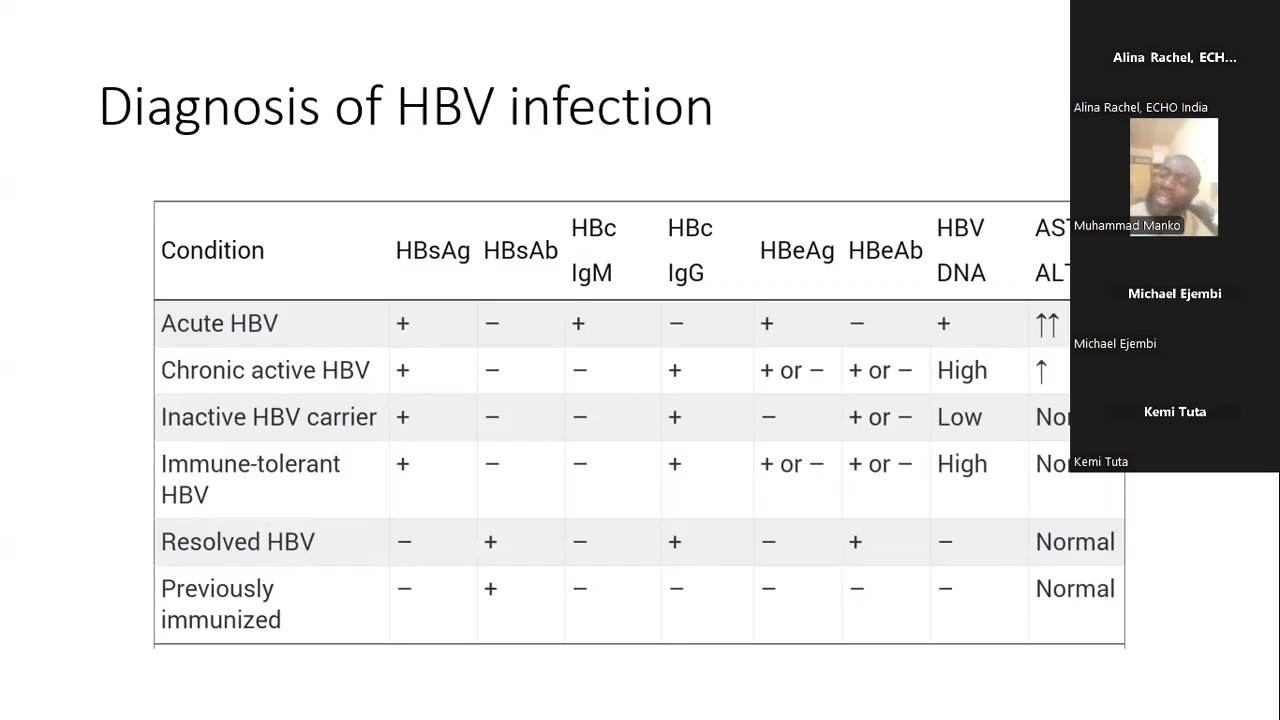 Diagnosis of HBV infection
Condition HBsAg HBsAb HBc IgM HBc IgG HBeAg HBeAb HBV DNA
Acute HBV + − + − + − + ↑↑
Chronic active HBV + − − + + or − + or − High ↑
Inactive HBV carrier + − − + − + or − Low
Immune-tolerant HBV + − − + + or − + or − High
Resolved HBV − + − + − + − Normal
Previously immunized − + − − − − − Normal
Alina Rachel, ECH...
Alina Rachel, ECHO India
Muhammad Manko
Michael Ejembi
Michael Ejembi
Kemi Tuta
Kemi Tuta